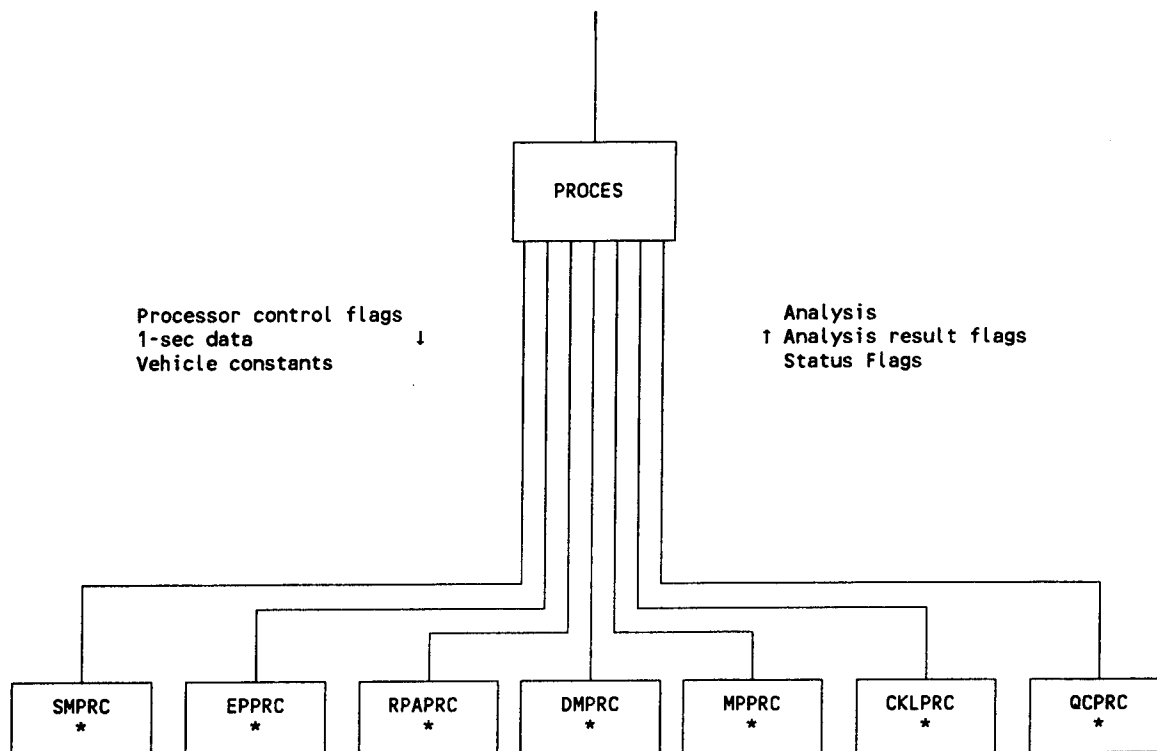 PROCES
Processor control flags
1-sec data ↓
Vehicle constants
Analysis
↑ Analysis result flags
Status Flags
SMPRC
*
EPPRC
*
RPAPRC
*
DMPRC
*
MPPRC
*
CKLPRC
*
QCPRC
*